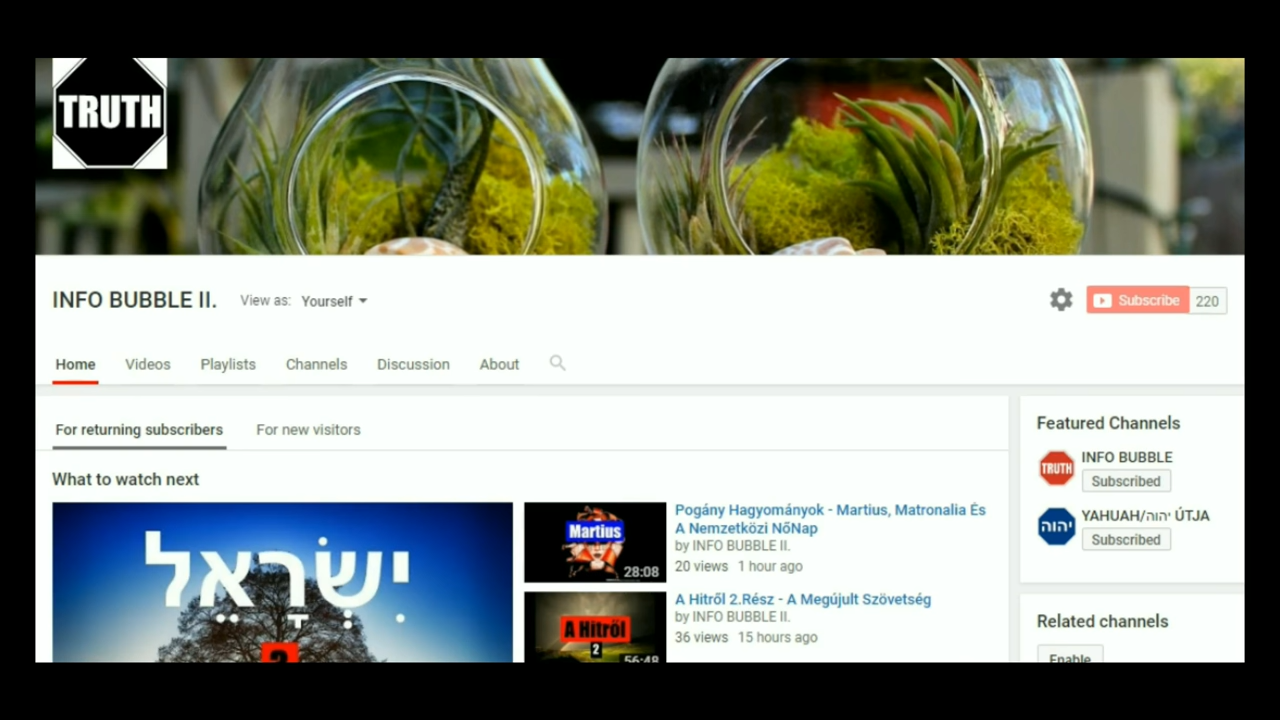 TRUTH
INFO BUBBLE II.
View as: Yourself
Subscribe 220
Home Videos Playlists Channels Discussion About
For returning subscribers For new visitors
What to watch next
יִשְׂרָאֵל
2
Martius
28:08
Pogány Hagyományok - Martius, Matronalia És
A Nemzetközi NőNap
by INFO BUBBLE II.
20 views 1 hour ago
A Hitről
2
56:48
A Hitről 2.Rész - A Megújult Szövetség
by INFO BUBBLE II.
36 views 15 hours ago
Featured Channels
TRUTH
INFO BUBBLE
Subscribed
יהוה
YAHUAH/יהוה ÚTJA
Subscribed
Related channels
Enable